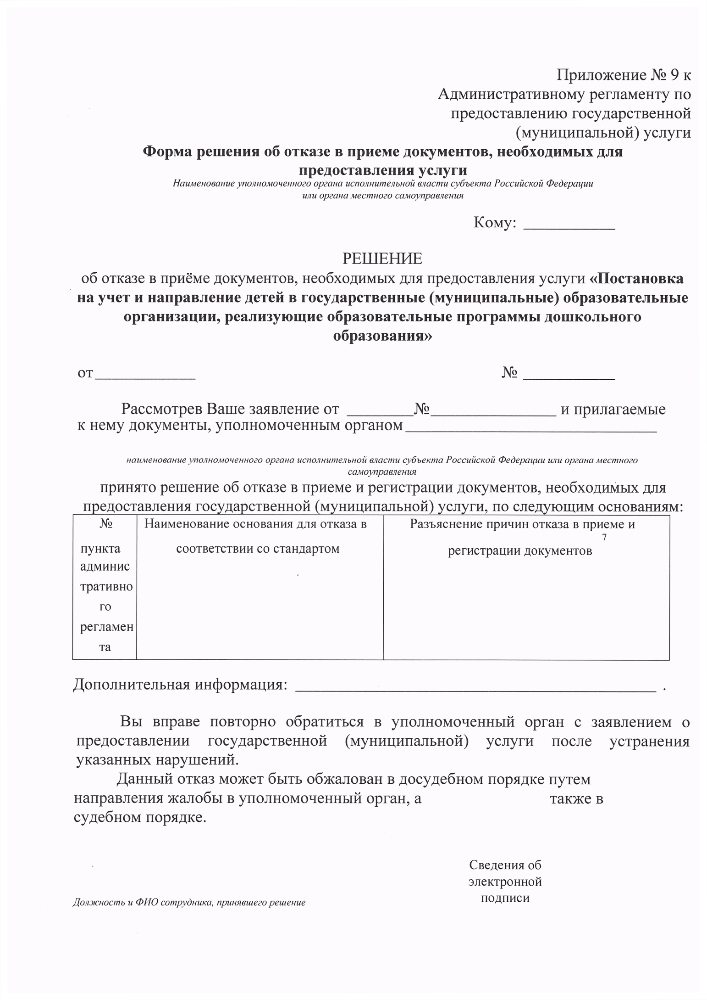 Приложение № 9 к
Административному регламенту по
предоставлению государственной
(муниципальной) услуги
Форма решения об отказе в приеме документов, необходимых для
предоставления услуги
Наименование уполномоченного органа исполнительной власти субъекта Российской Федерации
или органа местного самоуправления
Кому: ___________
РЕШЕНИЕ
об отказе в приёме документов, необходимых для предоставления услуги «Постановка
на учет и направление детей в государственные (муниципальные) образовательные
организации, реализующие образовательные программы дошкольного
образования»
от____________ № ___________
Рассмотрев Ваше заявление от ________№_______________ и прилагаемые
к нему документы, уполномоченным органом______________________________
наименование уполномоченного органа исполнительной власти субъекта Российской Федерации или органа местного
самоуправления
принято решение об отказе в приеме и регистрации документов, необходимых для
предоставления государственной (муниципальной) услуги, по следующим основаниям:
№
пункта
админис
тративно
го
регламен
та
Наименование основания для отказа в
соответствии со стандартом
Разъяснение причин отказа в приеме и
регистрации документов 7
Дополнительная информация: ___________________________________________ .
Вы вправе повторно обратиться в уполномоченный орган с заявлением о
предоставлении государственной (муниципальной) услуги после устранения
указанных нарушений.
Данный отказ может быть обжалован в досудебном порядке путем
направления жалобы в уполномоченный орган, а также в
судебном порядке.
Сведения об
электронной
подписи
Должность и ФИО сотрудника, принявшего решение